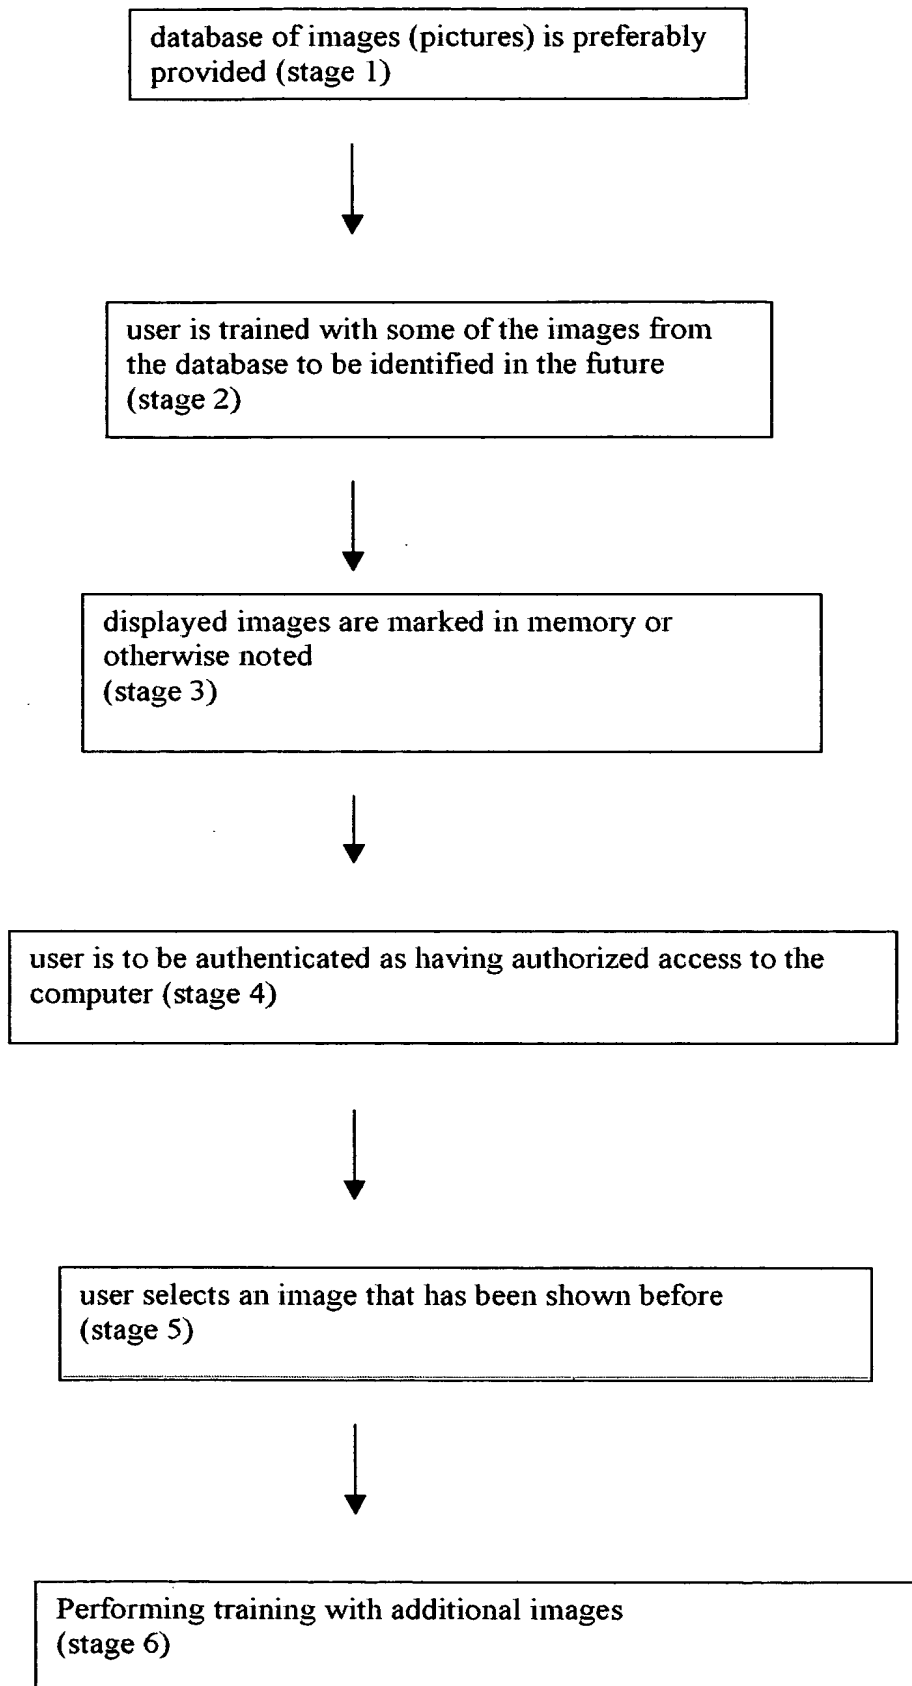 database of images (pictures) is preferably
provided (stage 1)
user is trained with some of the images from
the database to be identified in the future
(stage 2)
displayed images are marked in memory or
otherwise noted
(stage 3)
user is to be authenticated as having authorized access to the
computer (stage 4)
user selects an image that has been shown before
(stage 5)
Performing training with additional images
(stage 6)